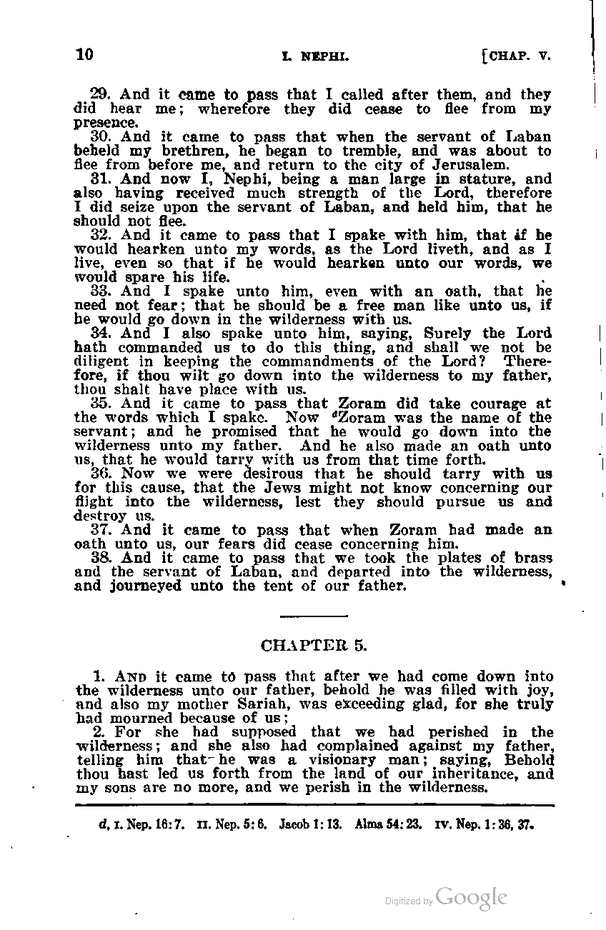 10 I. NEPHI. [CHAP. V.
29. And it came to pass that I called after them, and they
did hear me; wherefore they did cease to flee from my
presence.
30. And it came to pass that when the servant of Laban
beheld my brethren, he began to tremble, and was about to
flee from before me, and return to the city of Jerusalem.
31. And now I, Nephi, being a man large in stature, and
also having received much strength of the Lord, therefore
I did seize upon the servant of Laban, and held him, that he
should not flee.
32. And it came to pass that I spake with him, that if he
would hearken unto my words, as the Lord liveth, and as I
live, even so that if he would hearken unto our words, we
would spare his life.
33. And I spake unto him, even with an oath, that he
need not fear; that he should be a free man like unto us, if
he would go down in the wilderness with us.
34. And I also spake unto him, saying, Surely the Lord
hath commanded us to do this thing, and shall we not be
diligent in keeping the commandments of the Lord? There-
fore, if thou wilt go down into the wilderness to my father,
thou shalt have place with us.
35. And it came to pass that Zoram did take courage at
the words which I spake. Now dZoram was the name of the
servant; and he promised that he would go down into the
wilderness unto my father. And he also made an oath unto
us, that he would tarry with us from that time forth.
36. Now we were desirous that he should tarry with us
for this cause, that the Jews might not know concerning our
flight into the wilderness, lest they should pursue us and
destroy us.
37. And it came to pass that when Zoram had made an
oath unto us, our fears did cease concerning him.
38. And it came to pass that we took the plates of brass
and the servant of Laban, and departed into the wilderness,
and journeyed unto the tent of our father.
CHAPTER 5.
1. AND it came to pass that after we had come down into
the wilderness unto our father, behold he was filled with joy,
and also my mother Sariah, was exceeding glad, for she truly
had mourned because of us;
2. For she had supposed that we had perished in the
wilderness; and she also had complained against my father,
telling him that he was a visionary man; saying, Behold
thou hast led us forth from the land of our inheritance, and
my sons are no more, and we perish in the wilderness.
d, I. Nep. 16:7. II. Nep. 5:6. Jacob 1:13. Alma 54:23. IV. Nep. 1:36, 37.
Digitized by Google